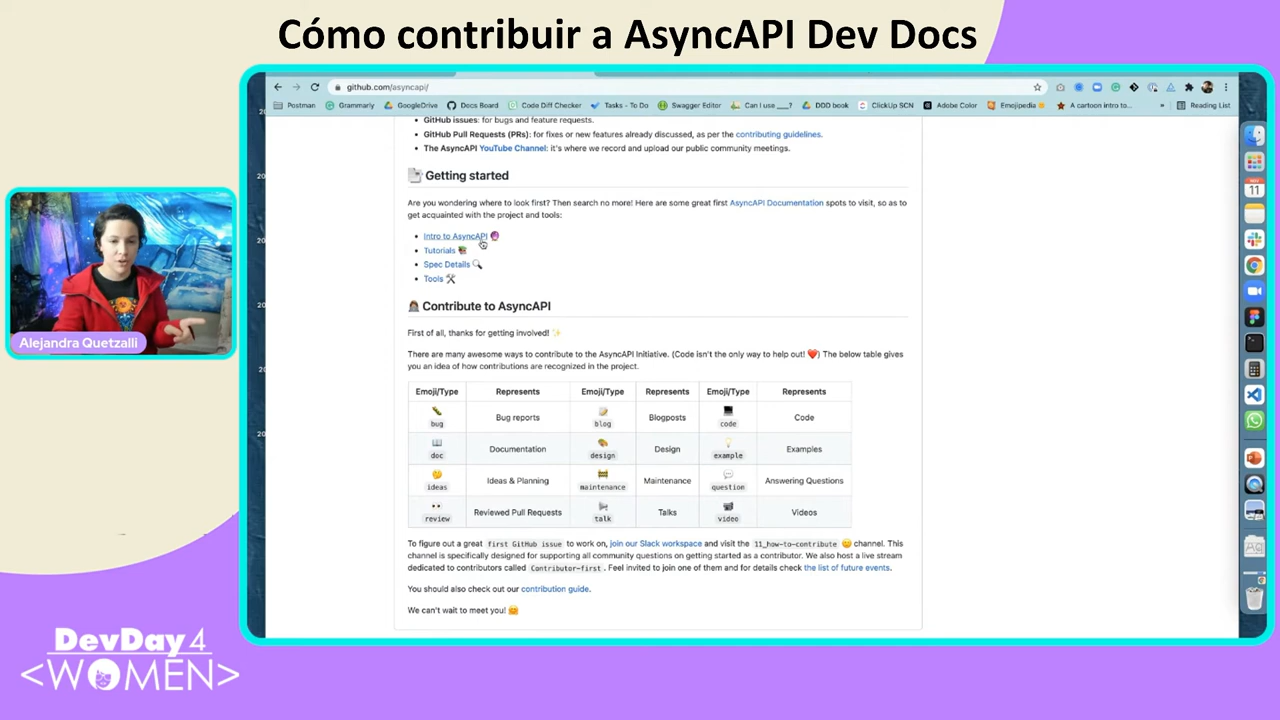 Cómo contribuir a AsyncAPI Dev Docs
github.com/asyncapi/
Postman
Grammarly
GoogleDrive
Docs Board
Code Diff Checker
Tasks - To Do
Swagger Editor
Can I use ___?
DDD book
ClickUp SCN
Adobe Color
Emojipedia
A cartoon intro to...
»
Reading List
GitHub issues: for bugs and feature requests.
GitHub Pull Requests (PRs): for fixes or new features already discussed, as per the contributing guidelines.
The AsyncAPI YouTube Channel: it's where we record and upload our public community meetings.
Getting started
Are you wondering where to look first? Then search no more! Here are some great first AsyncAPI Documentation spots to visit, so as to
get acquainted with the project and tools:
Intro to AsyncAPI
Tutorials
Spec Details
Tools
Contribute to AsyncAPI
First of all, thanks for getting involved!
There are many awesome ways to contribute to the AsyncAPI Initiative. (Code isn't the only way to help out! ❤️) The below table gives
you an idea of how contributions are recognized in the project.
Emoji/Type Represents Emoji/Type Represents Emoji/Type Represents
bug Bug reports blog Blogposts code Code
doc Documentation design Design example Examples
ideas Ideas & Planning maintenance Maintenance question Answering Questions
review Reviewed Pull Requests talk Talks video Videos
To figure out a great first GitHub issue to work on, join our Slack workspace and visit the 11_how-to-contribute channel. This
channel is specifically designed for supporting all community questions on getting started as a contributor. We also host a live stream
dedicated to contributors called Contributor-first. Feel invited to join one of them and for details check the list of future events.
You should also check out our contribution guide.
We can't wait to meet you!
11
Alejandra Quetzalli
DevDay4
<WOMEN>